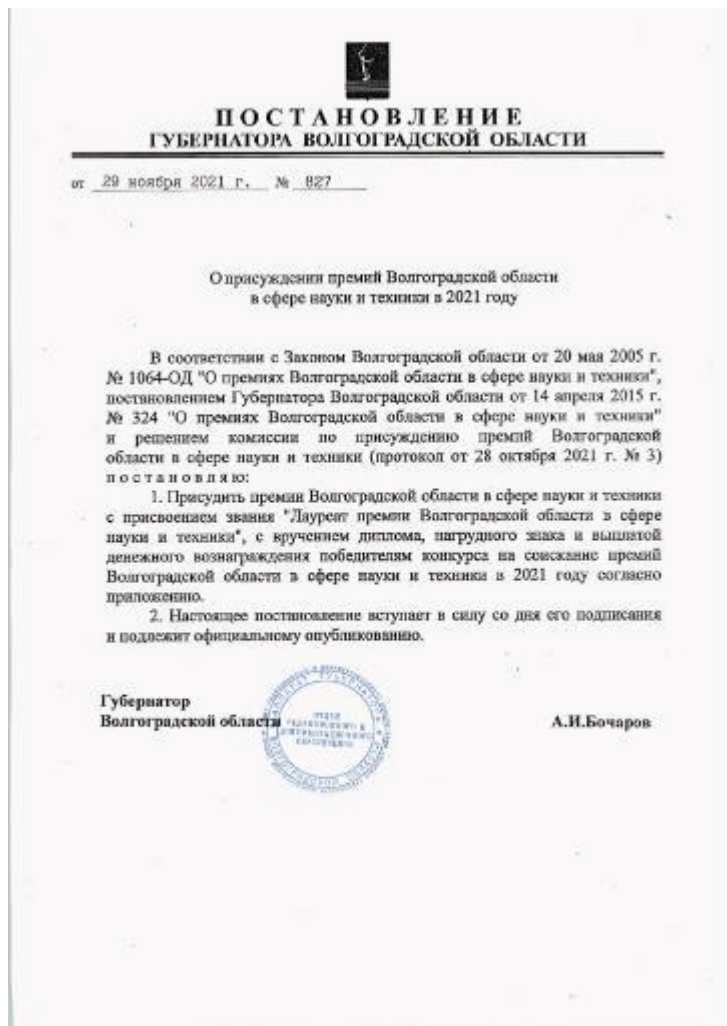 ПОСТАНОВЛЕНИЕ
ГУБЕРНАТОРА ВОЛГОГРАДСКОЙ ОБЛАСТИ
от 29 ноября 2021 г. № 827
О присуждении премий Волгоградской области
в сфере науки и техники в 2021 году
В соответствии с Законом Волгоградской области от 20 мая 2005 г.
№ 1064-ОД "О премиях Волгоградской области в сфере науки и техники",
постановлением Губернатора Волгоградской области от 14 апреля 2015 г.
№ 324 "О премиях Волгоградской области в сфере науки и техники"
и решением комиссии по присуждению премий Волгоградской
области в сфере науки и техники (протокол от 28 октября 2021 г. № 3)
постановляю:
1. Присудить премии Волгоградской области в сфере науки и техники
с присвоением звания "Лауреат премии Волгоградской области в сфере
науки и техники", с вручением диплома, нагрудного знака и выплатой
денежного вознаграждения победителям конкурса на соискание премий
Волгоградской области в сфере науки и техники в 2021 году согласно
приложению.
2. Настоящее постановление вступает в силу со дня его подписания
и подлежит официальному опубликованию.
Губернатор
Волгоградской области
А.И.Бочаров